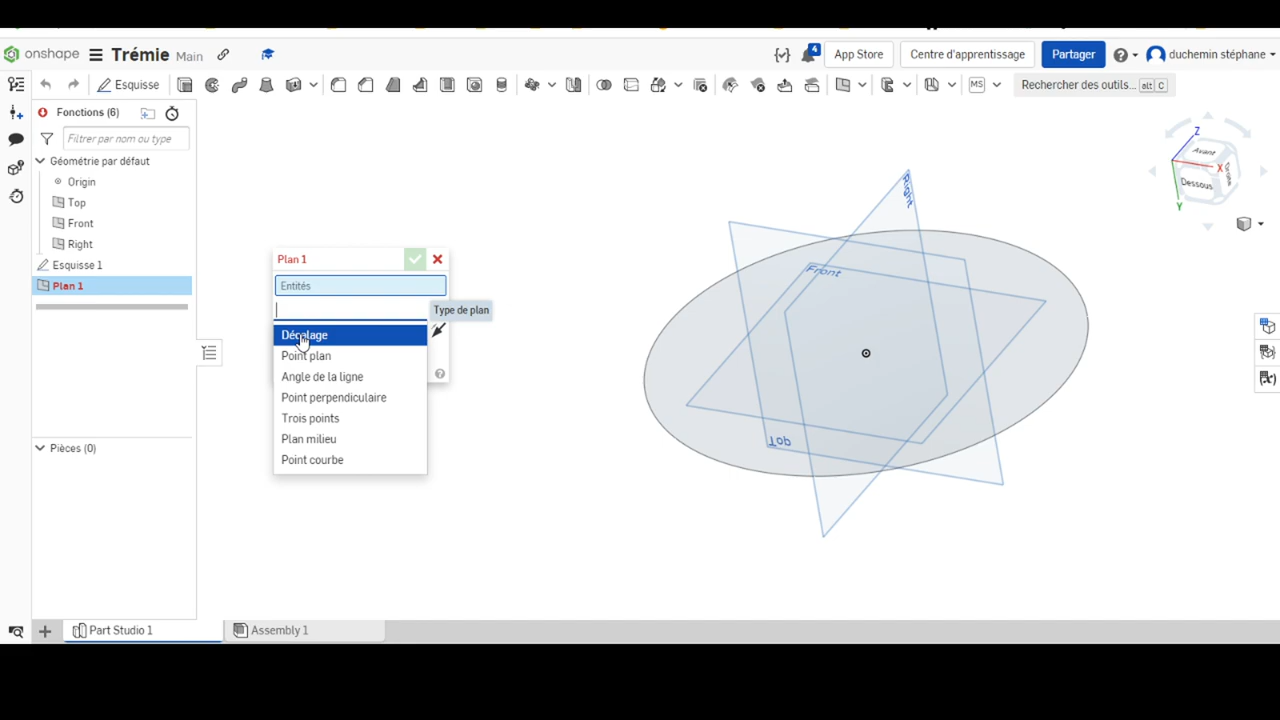 onshape Trémie Main 4 App Store Centre d'apprentissage Partager duchemin stéphane
Esquisse MS Rechercher des outils... alt C
Fonctions (6)
Filtrer par nom ou type
Géométrie par défaut
Origin
Top
Front
Right
Esquisse 1
Plan 1
Pièces (0)
Plan 1
Entités
Type de plan
Décalage
Point plan
Angle de la ligne
Point perpendiculaire
Trois points
Plan milieu
Point courbe
Right
Front
Top
Z
Avant
X
Droite
Dessous
Y
Part Studio 1
Assembly 1